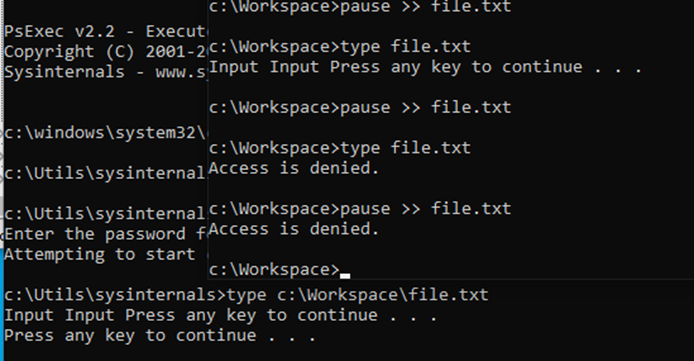 PsExec v2.2 - Execut
Copyright (C) 2001-2
Sysinternals - www.s
c:\windows\system32\
c:\Utils\sysinternal
c:\Utils\sysinternal
Enter the password f
Attempting to start
c:\Utils\sysinternals>type c:\Workspace\file.txt
Input Input Press any key to continue . . .
Press any key to continue . . .
c:\Workspace>pause >> file.txt
c:\Workspace>type file.txt
Input Input Press any key to continue . . .
c:\Workspace>pause >> file.txt
c:\Workspace>type file.txt
Access is denied.
c:\Workspace>pause >> file.txt
Access is denied.
c:\Workspace>